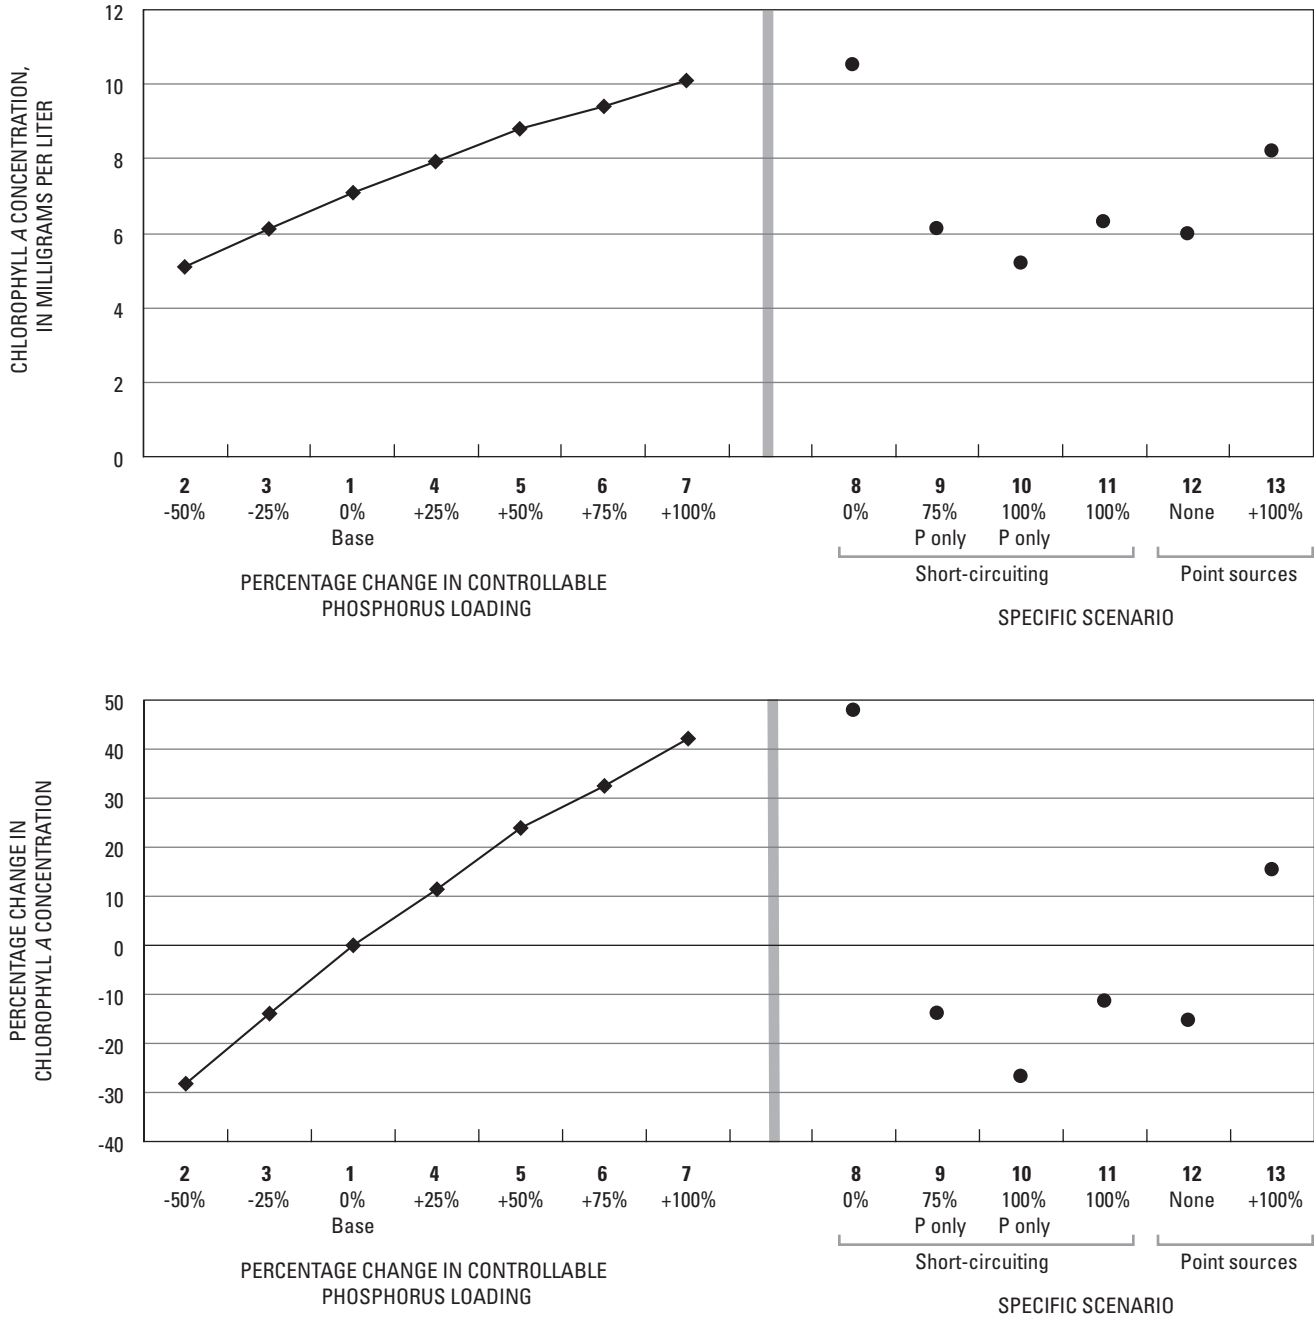 CHLOROPHYLL A CONCENTRATION,
IN MILLIGRAMS PER LITER
12
10
8
6
4
2
0
2 3 1 4 5 6 7 8 9 10 11 12 13
-50% -25% 0% +25% +50% +75% +100% 0% 75% 100% 100% None +100%
Base P only P only
Short-circuiting Point sources
PERCENTAGE CHANGE IN CONTROLLABLE
PHOSPHORUS LOADING
SPECIFIC SCENARIO
PERCENTAGE CHANGE IN
CHLOROPHYLL A CONCENTRATION
50
40
30
20
10
0
-10
-20
-30
-40
2 3 1 4 5 6 7 8 9 10 11 12 13
-50% -25% 0% +25% +50% +75% +100% 0% 75% 100% 100% None +100%
Base P only P only
Short-circuiting Point sources
PERCENTAGE CHANGE IN CONTROLLABLE
PHOSPHORUS LOADING
SPECIFIC SCENARIO